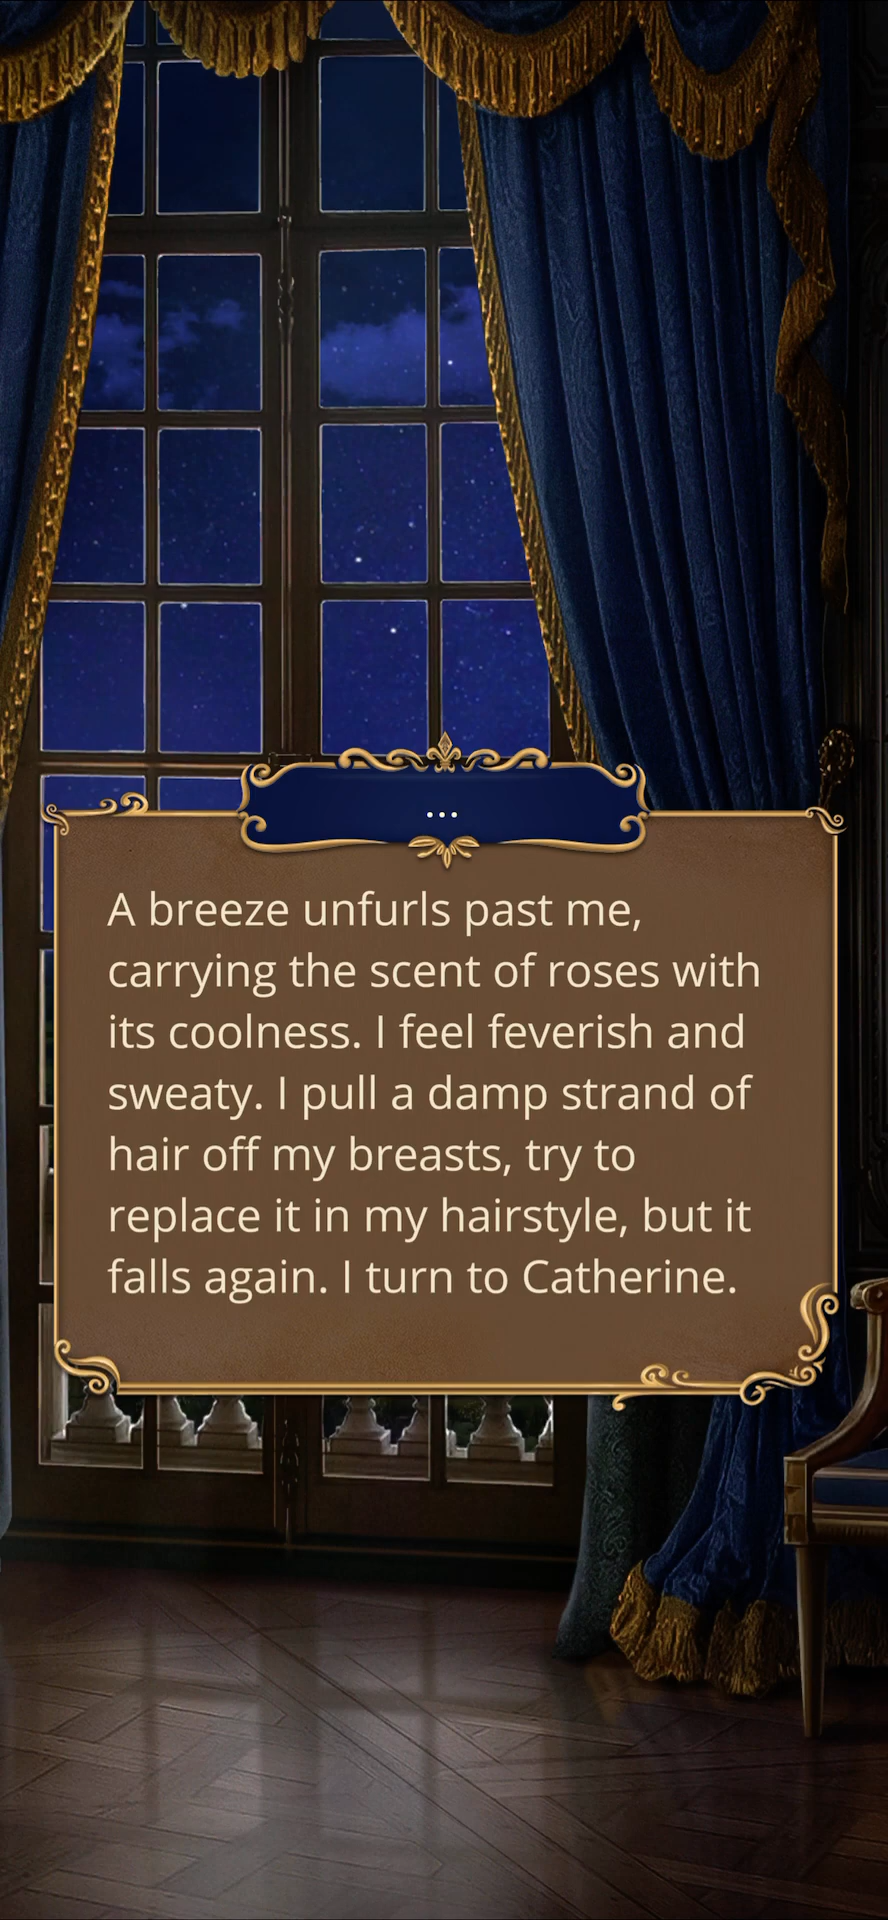 ...
A breeze unfurls past me,
carrying the scent of roses with
its coolness. I feel feverish and
sweaty. I pull a damp strand of
hair off my breasts, try to
replace it in my hairstyle, but it
falls again. I turn to Catherine.